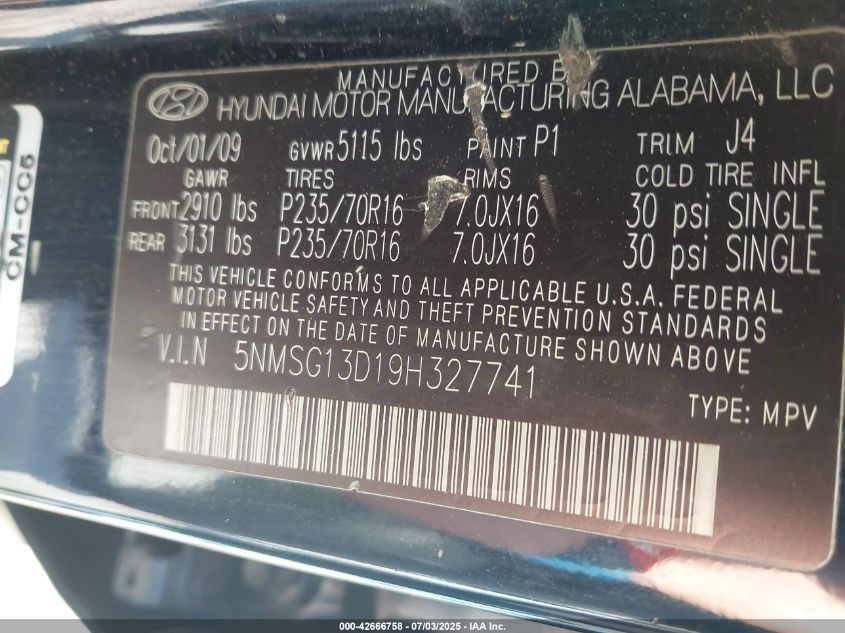 MANUFACTURED BY
HYUNDAI MOTOR MANUFACTURING ALABAMA, LLC
Oct/01/09 GVWR 5115 lbs PAINT P1 TRIM J4
GAWR TIRES RIMS COLD TIRE INFL
FRONT 2910 lbs P235/70R16 7.0JX16 30 psi SINGLE
REAR 3131 lbs P235/70R16 7.0JX16 30 psi SINGLE
THIS VEHICLE CONFORMS TO ALL APPLICABLE U.S.A. FEDERAL
MOTOR VEHICLE SAFETY AND THEFT PREVENTION STANDARDS
IN EFFECT ON THE DATE OF MANUFACTURE SHOWN ABOVE
V.I.N 5NMSG13D19H327741
TYPE: MPV
CM-CC5
000-42666758 - 07/03/2025 - IAA Inc.